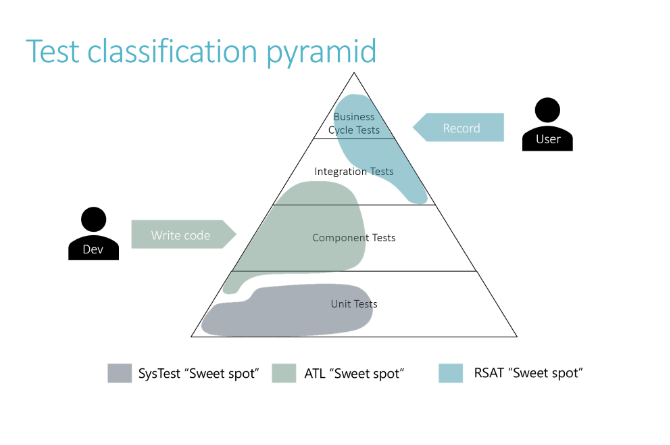 Test classification pyramid
Business
Cycle Tests
Record
User
Integration Tests
Write code
Dev
Component Tests
Unit Tests
SysTest “Sweet spot”
ATL “Sweet spot”
RSAT “Sweet spot”